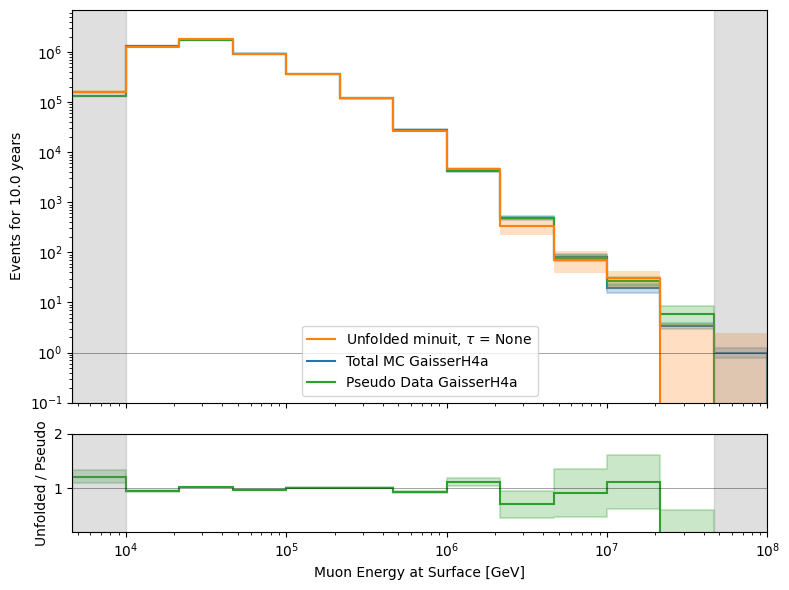 Events for 10.0 years
10^6
10^5
10^4
10^3
10^2
10^1
10^0
10^-1
Unfolded minuit, τ = None
Total MC GaisserH4a
Pseudo Data GaisserH4a
Unfolded / Pseudo
2
1
10^4 10^5 10^6 10^7 10^8
Muon Energy at Surface [GeV]